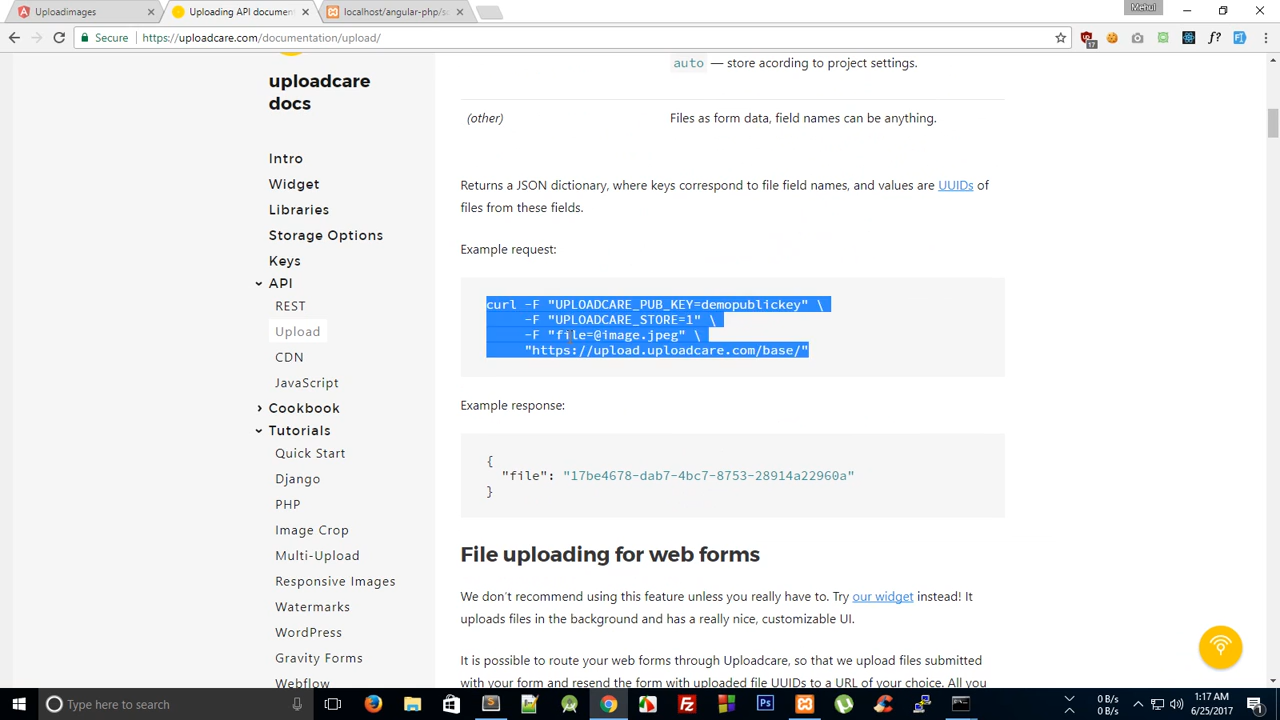 Uploadimages
Uploading API document
localhost/angular-php/s
Mehul
Secure
https://uploadcare.com/documentation/upload/
17
f?
uploadcare
docs
Intro
Widget
Libraries
Storage Options
Keys
API
REST
Upload
CDN
JavaScript
Cookbook
Tutorials
Quick Start
Django
PHP
Image Crop
Multi-Upload
Responsive Images
Watermarks
WordPress
Gravity Forms
Webflow
auto — store acording to project settings.
(other) Files as form data, field names can be anything.
Returns a JSON dictionary, where keys correspond to file field names, and values are UUIDs of
files from these fields.
Example request:
curl -F "UPLOADCARE_PUB_KEY=demopublickey" \
-F "UPLOADCARE_STORE=1" \
-F "file=@image.jpeg" \
"https://upload.uploadcare.com/base/"
Example response:
{
"file": "17be4678-dab7-4bc7-8753-28914a22960a"
}
File uploading for web forms
We don't recommend using this feature unless you really have to. Try our widget instead! It
uploads files in the background and has a really nice, customizable UI.
It is possible to route your web forms through Uploadcare, so that we upload files submitted
with your form and resend the form with uploaded file UUIDs to a URL of your choice. All you
Type here to search
0 B/s
0 B/s
1:17 AM
6/25/2017